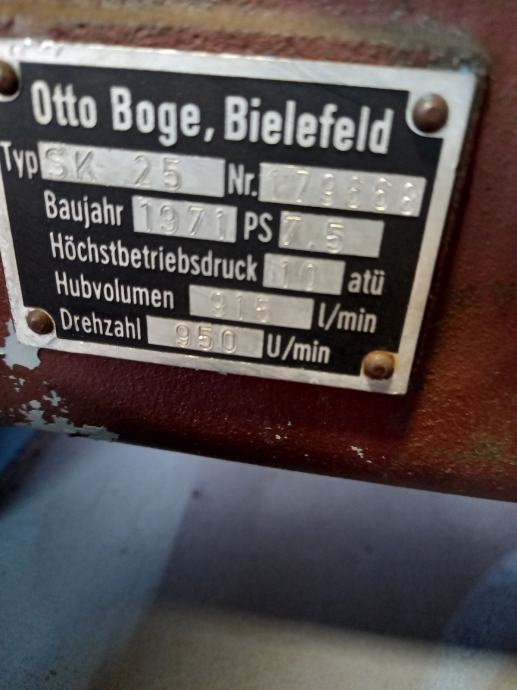 Otto Boge, Bielefeld
Typ SK 25 Nr.
Baujahr 1971 PS 7.5
Höchstbetriebsdruck 10 atü
Hubvolumen 915 l/min
Drehzahl 950 U/min